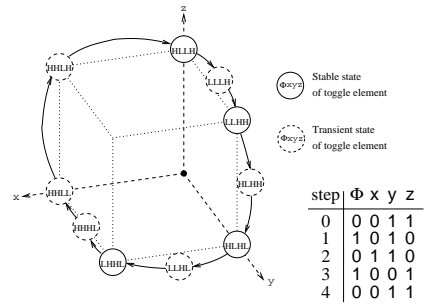 z
HLLH
HHLH
LLLH
Φxyz
Stable state
of toggle element
LLHH
Φxyz
Transient state
of toggle element
HLHH
x
HHLL
HHHL
LHHL
LLHL
HLHL
y
step Φ x y z
0 0 0 1 1
1 1 0 1 0
2 0 1 1 0
3 1 0 0 1
4 0 0 1 1